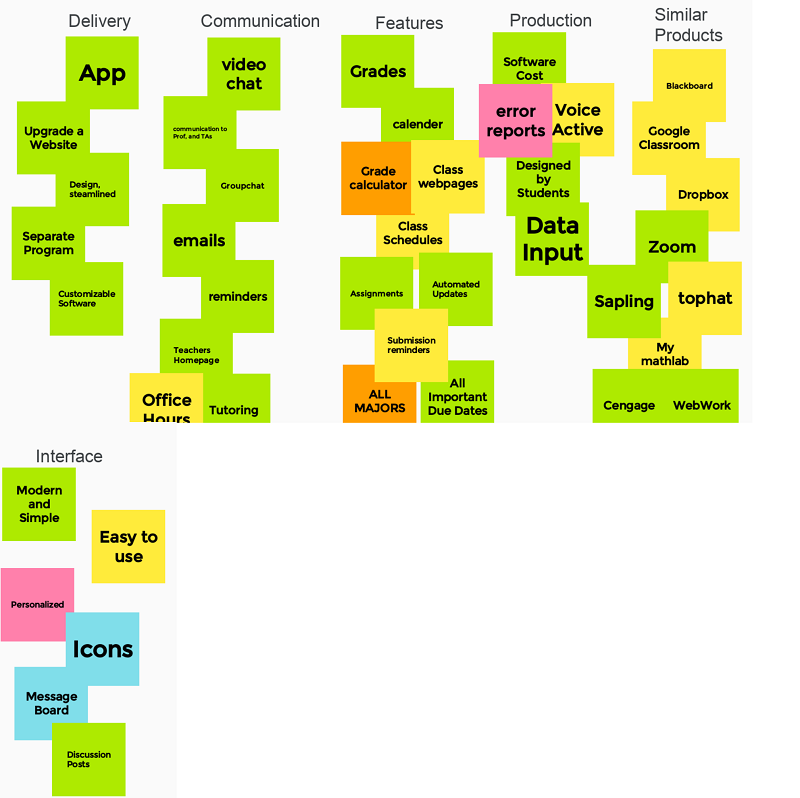 Delivery
App
Upgrade a
Website
Design,
steamlined
Separate
Program
Customizable
Software
Communication
video
chat
communication to
Prof, and TAs
Groupchat
emails
reminders
Teachers
Homepage
Office
Hours
Tutoring
Features
Grades
calender
Grade
calculator
Class
webpages
Class
Schedules
Assignments
Automated
Updates
Submission
reminders
ALL
MAJORS
All
Important
Due Dates
Production
Software
Cost
error
reports
Voice
Active
Designed
by
Students
Data
Input
Similar
Products
Blackboard
Google
Classroom
Dropbox
Zoom
Sapling
tophat
My
mathlab
Cengage
WebWork
Interface
Modern
and
Simple
Easy to
use
Personalized
Icons
Message
Board
Discussion
Posts